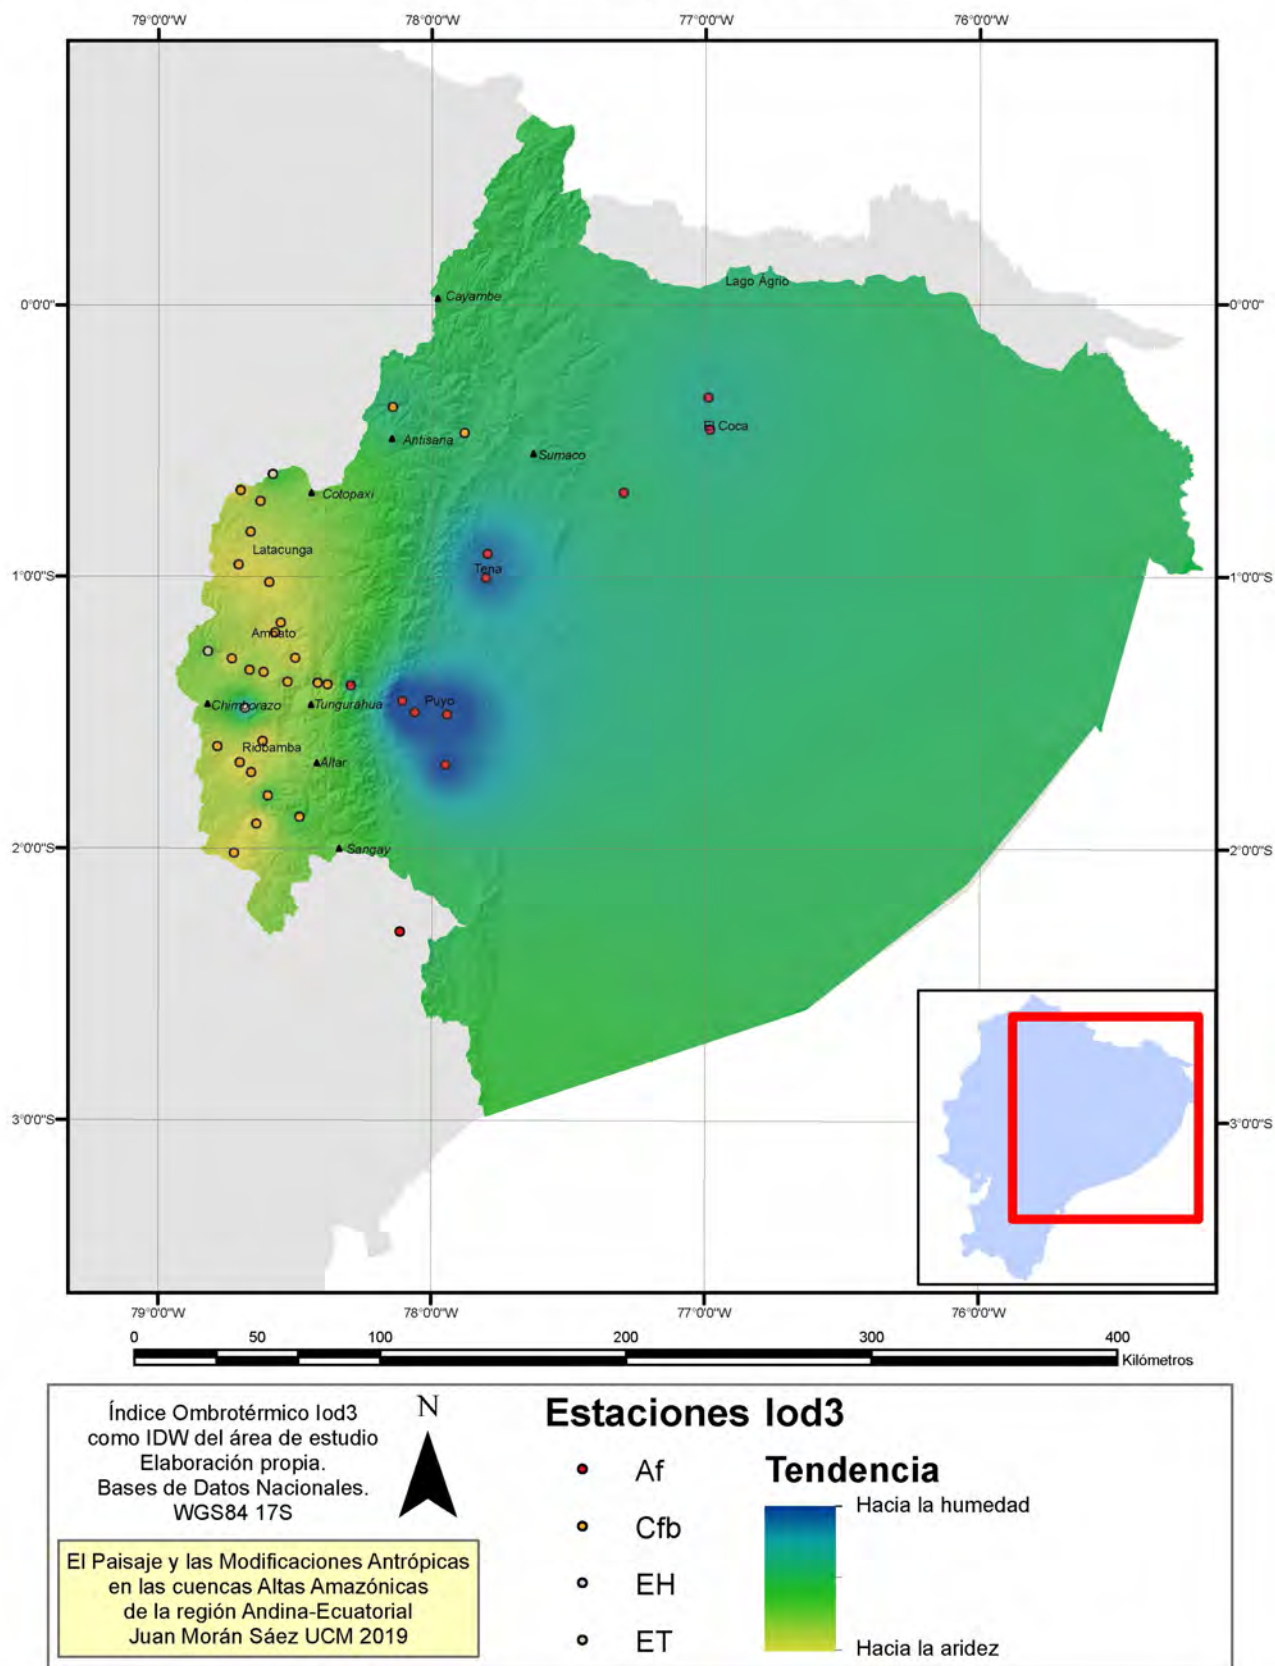 79°0'0"W 78°0'0"W 77°0'0"W 76°0'0"W
Lago Agrio
0°0'0" Cayambe 0°0'0"
Coca
Antisana
Sumaco
Cotopaxi
Latacunga
Tena
1°0'0"S 1°0'0"S
Ambato
Chimborazo Tungurahua Puyo
Riobamba
Altar
2°0'0"S Sangay 2°0'0"S
3°0'0"S 3°0'0"S
79°0'0"W 78°0'0"W 77°0'0"W 76°0'0"W
0 50 100 200 300 400
Kilómetros
Índice Ombrotérmico Iod3
como IDW del área de estudio
Elaboración propia.
Bases de Datos Nacionales.
WGS84 17S
N
El Paisaje y las Modificaciones Antrópicas
en las cuencas Altas Amazónicas
de la región Andina-Ecuatorial
Juan Morán Sáez UCM 2019
Estaciones Iod3
Af
Cfb
EH
ET
Tendencia
Hacia la humedad
Hacia la aridez